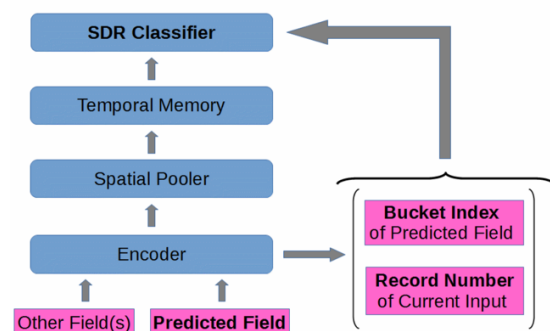 SDR Classifier
Temporal Memory
Spatial Pooler
Encoder
Other Field(s)
Predicted Field
Bucket Index
of Predicted Field
Record Number
of Current Input